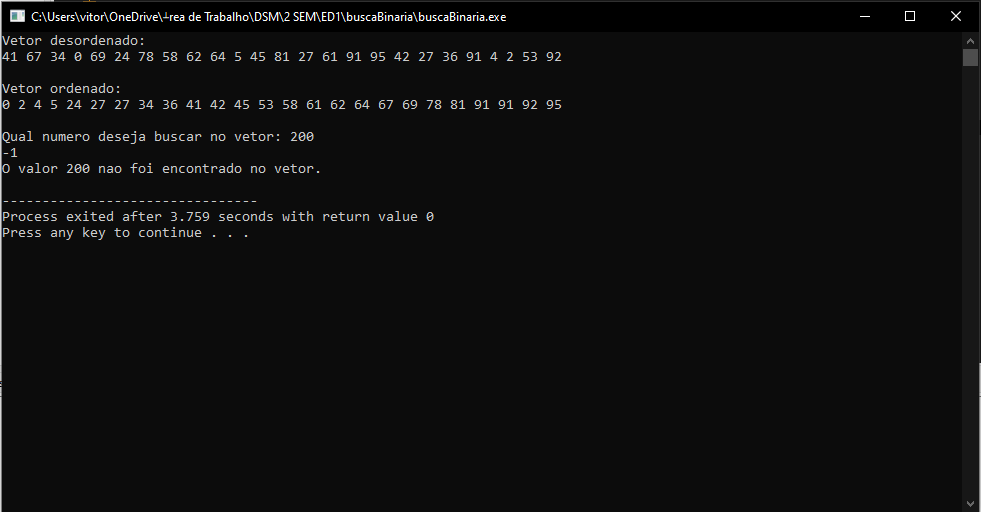 C:\Users\vitor\OneDrive\┴rea de Trabalho\DSM\2 SEM\ED1\buscaBinaria\buscaBinaria.exe
Vetor desordenado:
41 67 34 0 69 24 78 58 62 64 5 45 81 27 61 91 95 42 27 36 91 4 2 53 92

Vetor ordenado:
0 2 4 5 24 27 27 34 36 41 42 45 53 58 61 62 64 67 69 78 81 91 91 92 95

Qual numero deseja buscar no vetor: 200
-1
O valor 200 nao foi encontrado no vetor.

--------------------------------
Process exited after 3.759 seconds with return value 0
Press any key to continue . . .